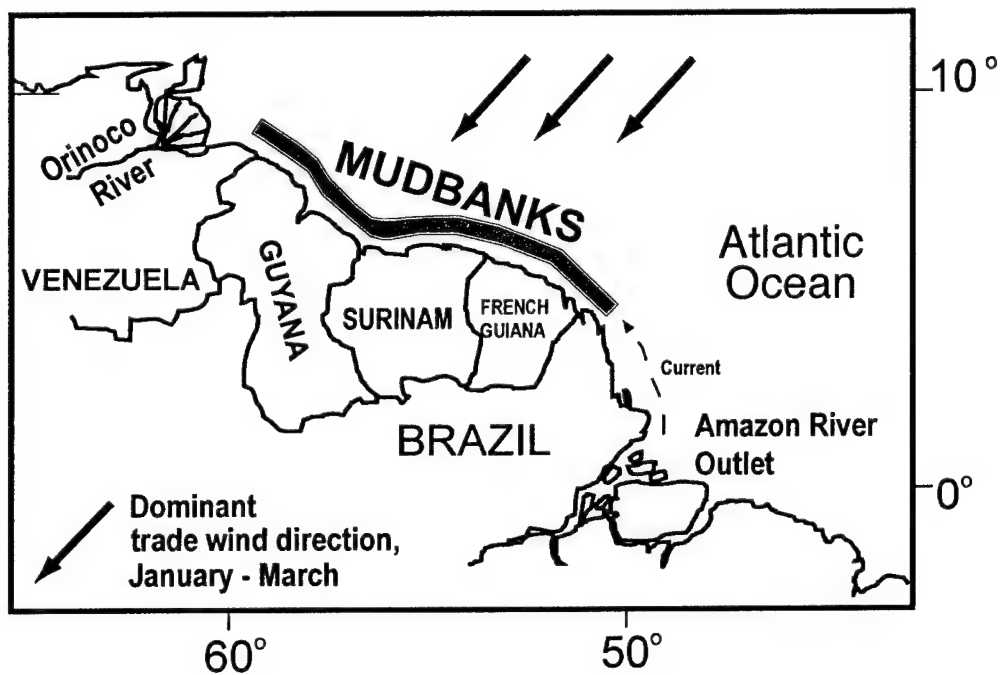 10°
Orinoco
River
MUDBANKS
Atlantic
Ocean
VENEZUELA
GUYANA
SURINAM
FRENCH
GUIANA
Current
BRAZIL
Amazon River
Outlet
0°
Dominant
trade wind direction,
January - March
60°
50°